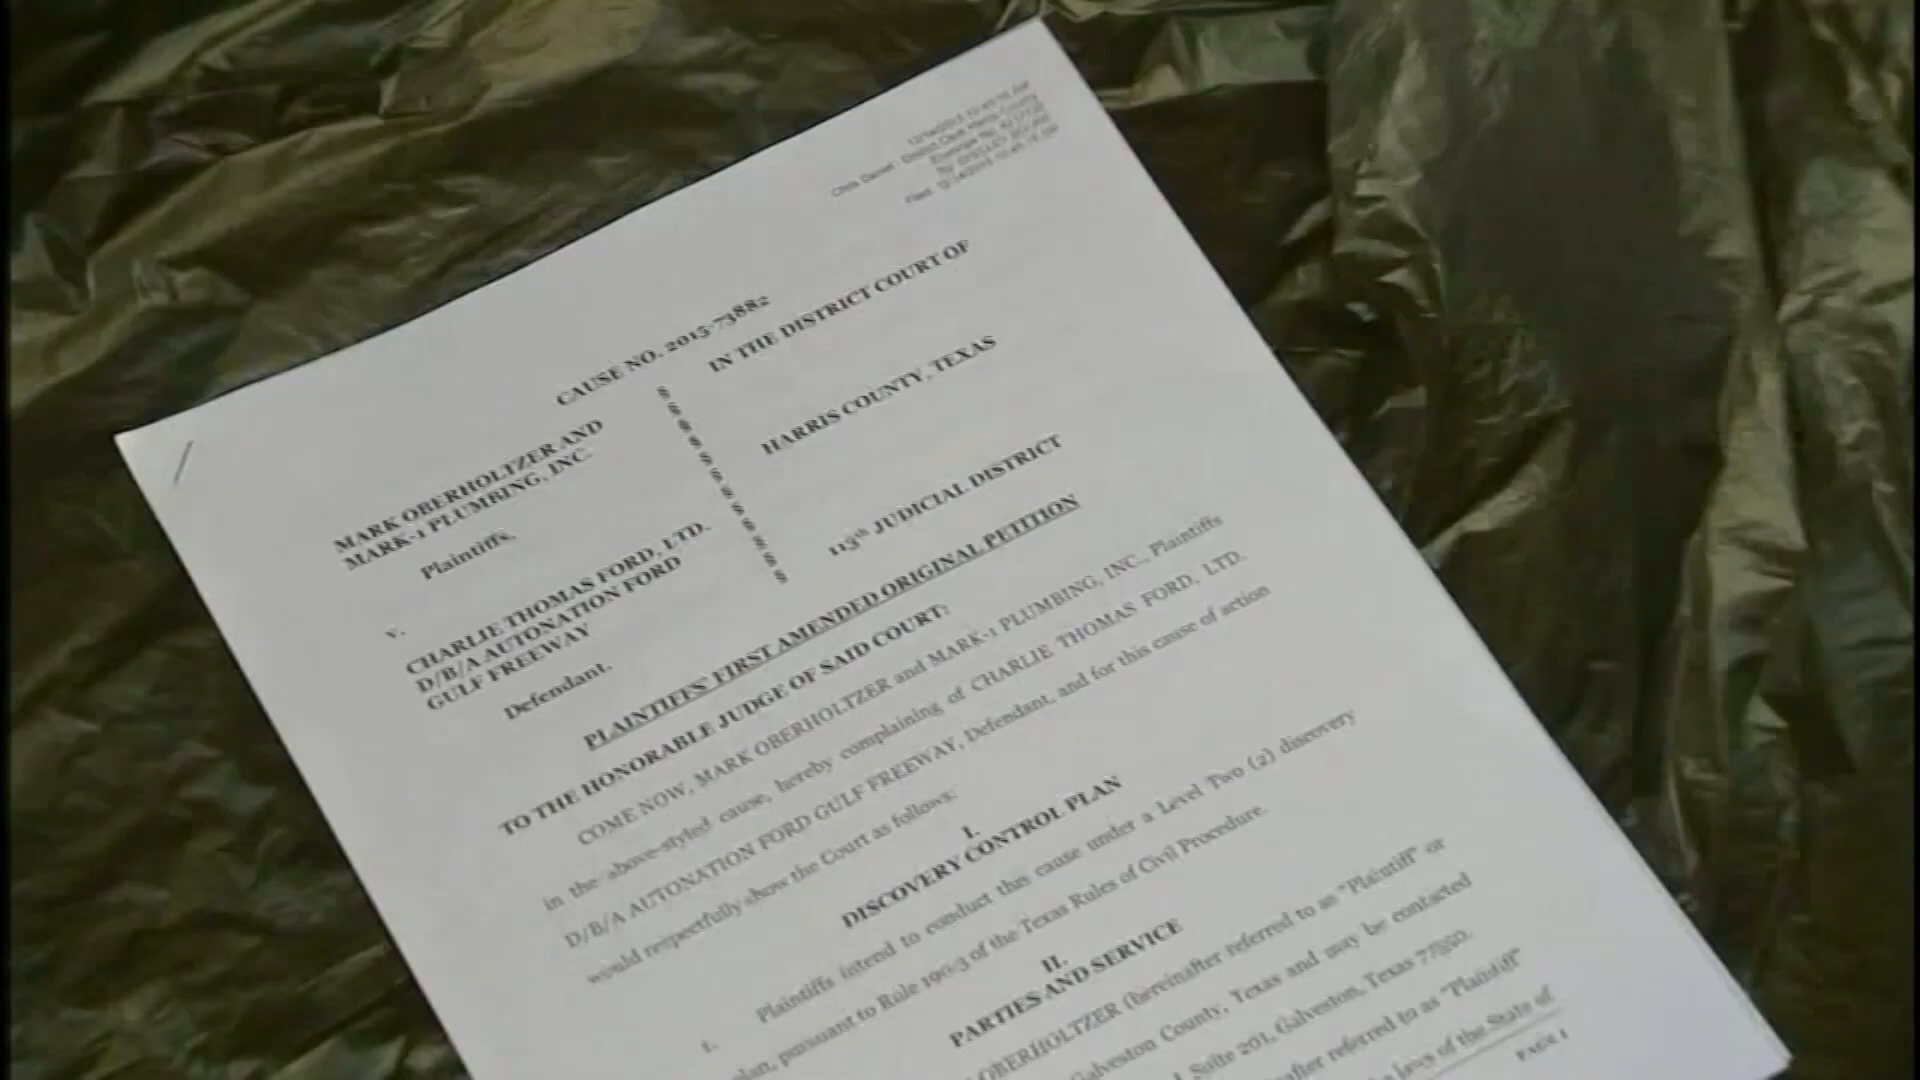 Chris Daniel - District Clerk Harris County
CAUSE NO. 2015-73882
MARK OBERHOLTZER AND
MARK-1 PLUMBING, INC.
Plaintiffs,
v.
CHARLIE THOMAS FORD, LTD.
D/B/A AUTONATION FORD
GULF FREEWAY
Defendant.
§
§
§
§
§
§
§
§
§
§
§
§
IN THE DISTRICT COURT OF
HARRIS COUNTY, TEXAS
113th JUDICIAL DISTRICT
PLAINTIFFS' FIRST AMENDED ORIGINAL PETITION
TO THE HONORABLE JUDGE OF SAID COURT:
COME NOW, MARK OBERHOLTZER and MARK-1 PLUMBING, INC., Plaintiffs
in the above-styled cause, hereby complaining of CHARLIE THOMAS FORD, LTD.
D/B/A AUTONATION FORD GULF FREEWAY, Defendant, and for this cause of action
would respectfully show the Court as follows:
I.
DISCOVERY CONTROL PLAN
1. Plaintiffs intend to conduct this cause under a Level Two (2) discovery
plan, pursuant to Rule 190.3 of the Texas Rules of Civil Procedure.
II.
PARTIES AND SERVICE
OBERHOLTZER (hereinafter referred to as "Plaintiff" or
Galveston County, Texas and may be contacted
Suite 201, Galveston, Texas 77550.
referred to as "Plaintiff"
laws of the State of
PAGE 1